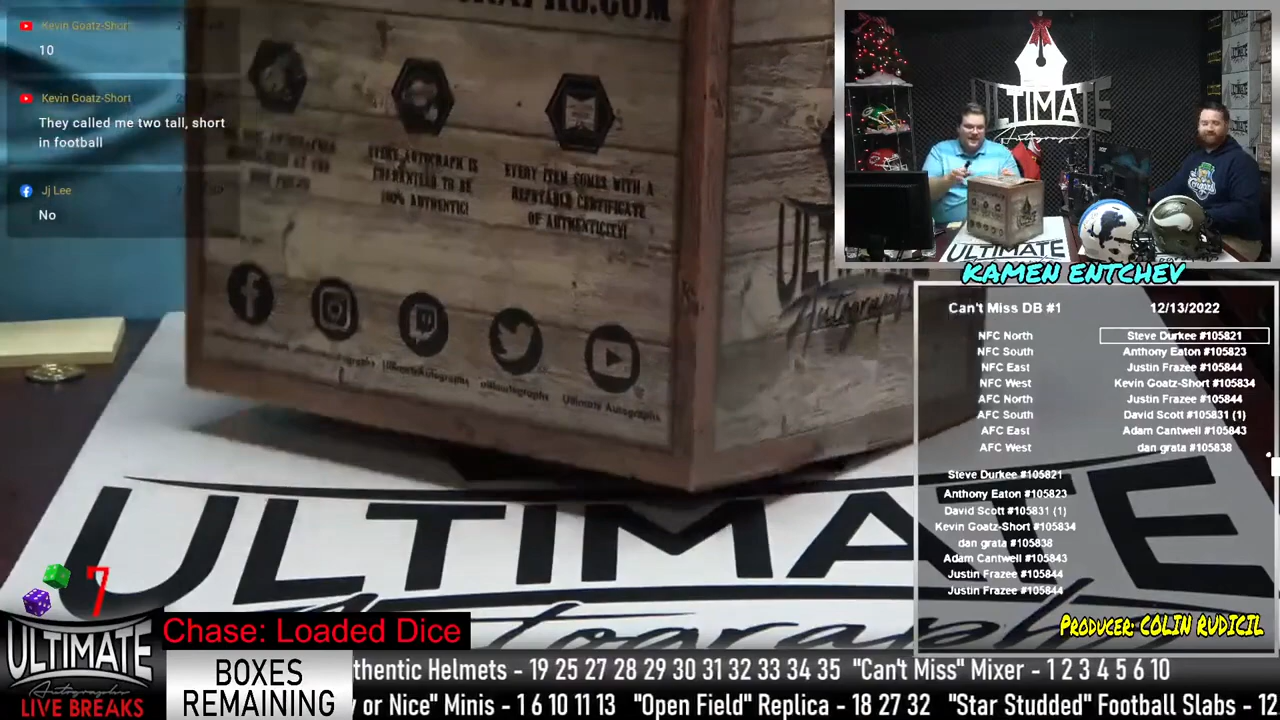 Kevin Goatz-Short
10
Kevin Goatz-Short
They called me two tall, short
in football
Jj Lee
No
EVERY AUTOGRAPH IS
GUARANTEED TO BE
100% AUTHENTIC!
EVERY ITEM COMES WITH A
REPUTABLE CERTIFICATE
OF AUTHENTICITY!
Ultimate Autographs
ULTIMATE
Autographs
ULTIMATE
KAMEN ENTCHEV
Can't Miss DB #1 12/13/2022
NFC North Steve Durkee #105821
NFC South Anthony Eaton #105823
NFC East Justin Frazee #105844
NFC West Kevin Goatz-Short #105834
AFC North Justin Frazee #105844
AFC South David Scott #105831 (1)
AFC East Adam Cantwell #105843
AFC West dan grata #105838
Steve Durkee #105821
Anthony Eaton #105823
David Scott #105831 (1)
Kevin Goatz-Short #105834
dan grata #105838
Adam Cantwell #105843
Justin Frazee #105844
Justin Frazee #105844
PRODUCER: COLIN RUDICIL
ULTIMATE
7
ULTIMATE
Autographs
LIVE BREAKS
Chase: Loaded Dice
BOXES
REMAINING
thentic Helmets - 19 25 27 28 29 30 31 32 33 34 35 "Can't Miss" Mixer - 1 2 3 4 5 6 10
y or Nice" Minis - 1 6 10 11 13 "Open Field" Replica - 18 27 32 "Star Studded" Football Slabs - 12